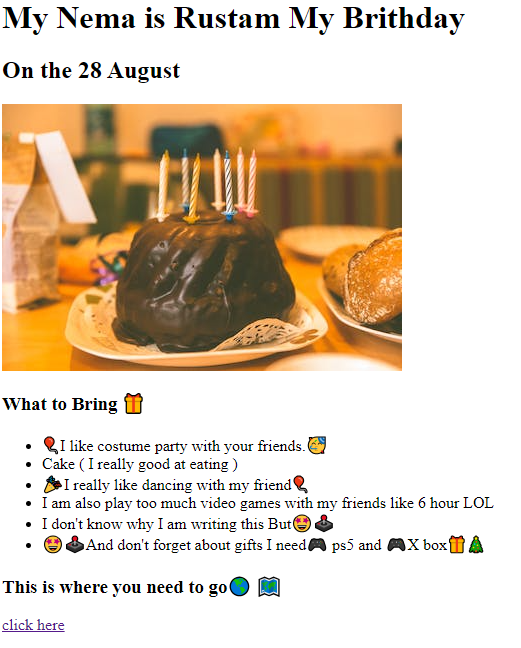 My Nema is Rustam My Brithday
On the 28 August
What to Bring 🎁
🎈I like costume party with your friends.🥳
Cake ( I really good at eating )
🎉I really like dancing with my friend🎈
I am also play too much video games with my friends like 6 hour LOL
I don't know why I am writing this But🤩🕹️
🤩🕹️And don't forget about gifts I need🎮 ps5 and 🎮X box🎁🎄
This is where you need to go🌎 🗺️
click here